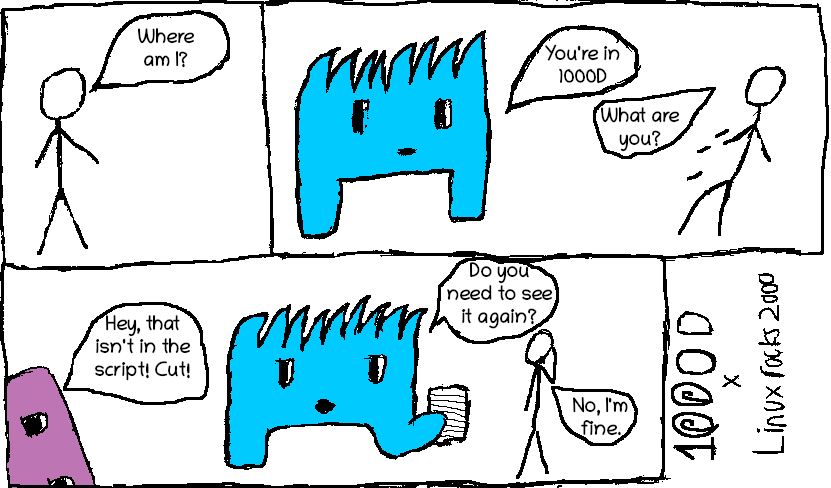 Where
am I?
You're in
1000D
What are
you?
Hey, that
isn't in the
script! Cut!
Do you
need to see
it again?
No, I'm
fine.
1000D
x
Linux rocks 2000